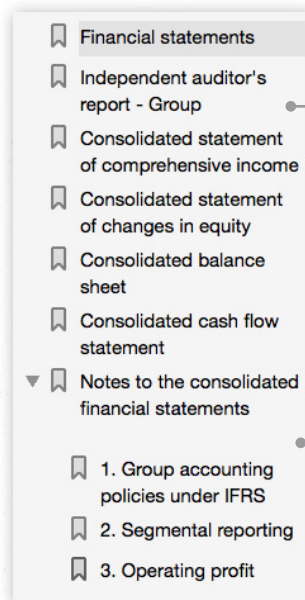 Financial statements
Independent auditor's
report - Group
Consolidated statement
of comprehensive income
Consolidated statement
of changes in equity
Consolidated balance
sheet
Consolidated cash flow
statement
Notes to the consolidated
financial statements
1. Group accounting
policies under IFRS
2. Segmental reporting
3. Operating profit